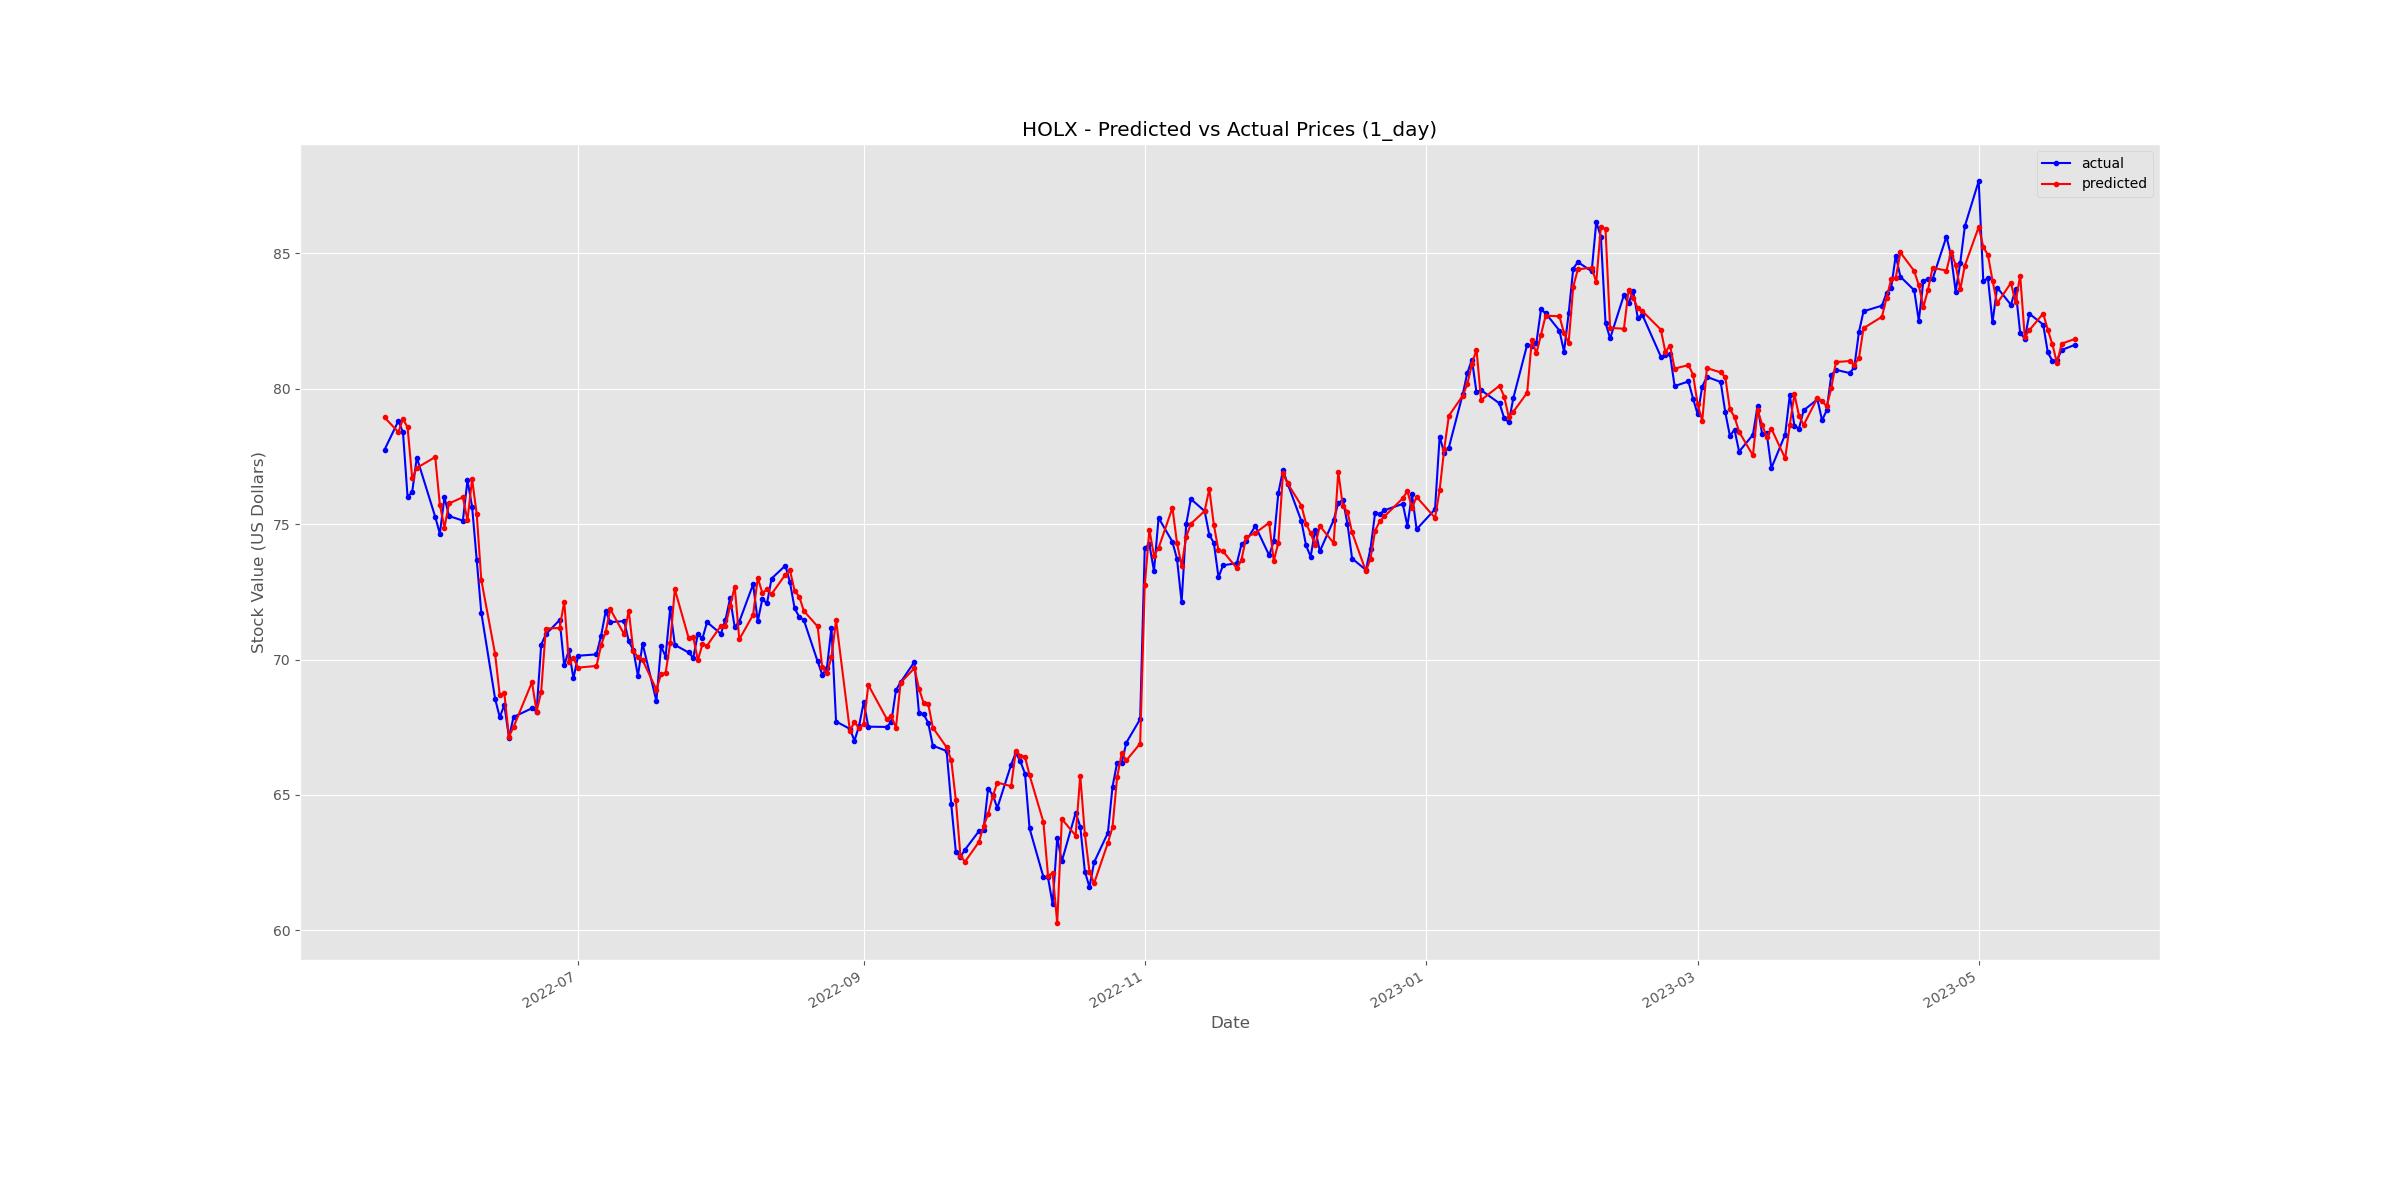 HOLX - Predicted vs Actual Prices (1_day)
actual
predicted
Stock Value (US Dollars)
85
80
75
70
65
60
2022-07
2022-09
2022-11
2023-01
2023-03
2023-05
Date